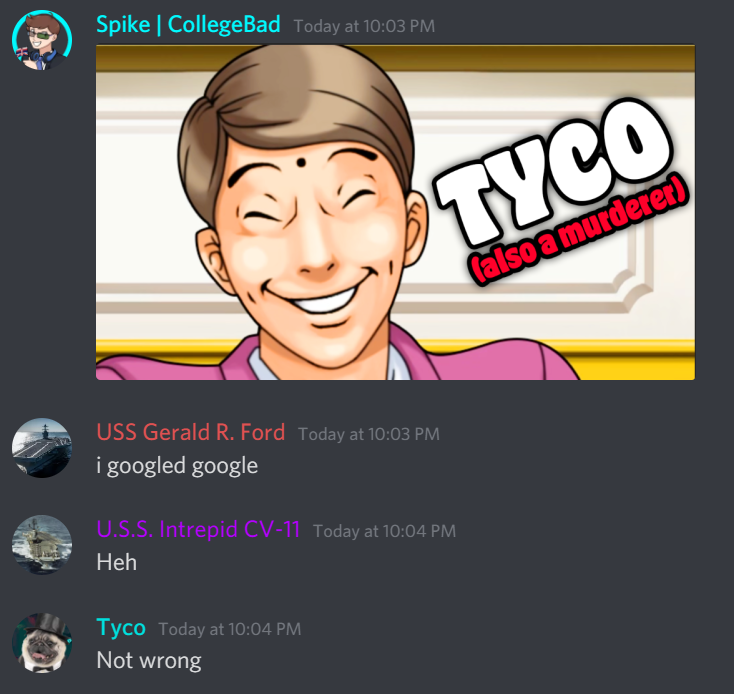 Spike | CollegeBad Today at 10:03 PM
TYCO
(also a murderer)
USS Gerald R. Ford Today at 10:03 PM
i googled google
U.S.S. Intrepid CV-11 Today at 10:04 PM
Heh
Tyco Today at 10:04 PM
Not wrong